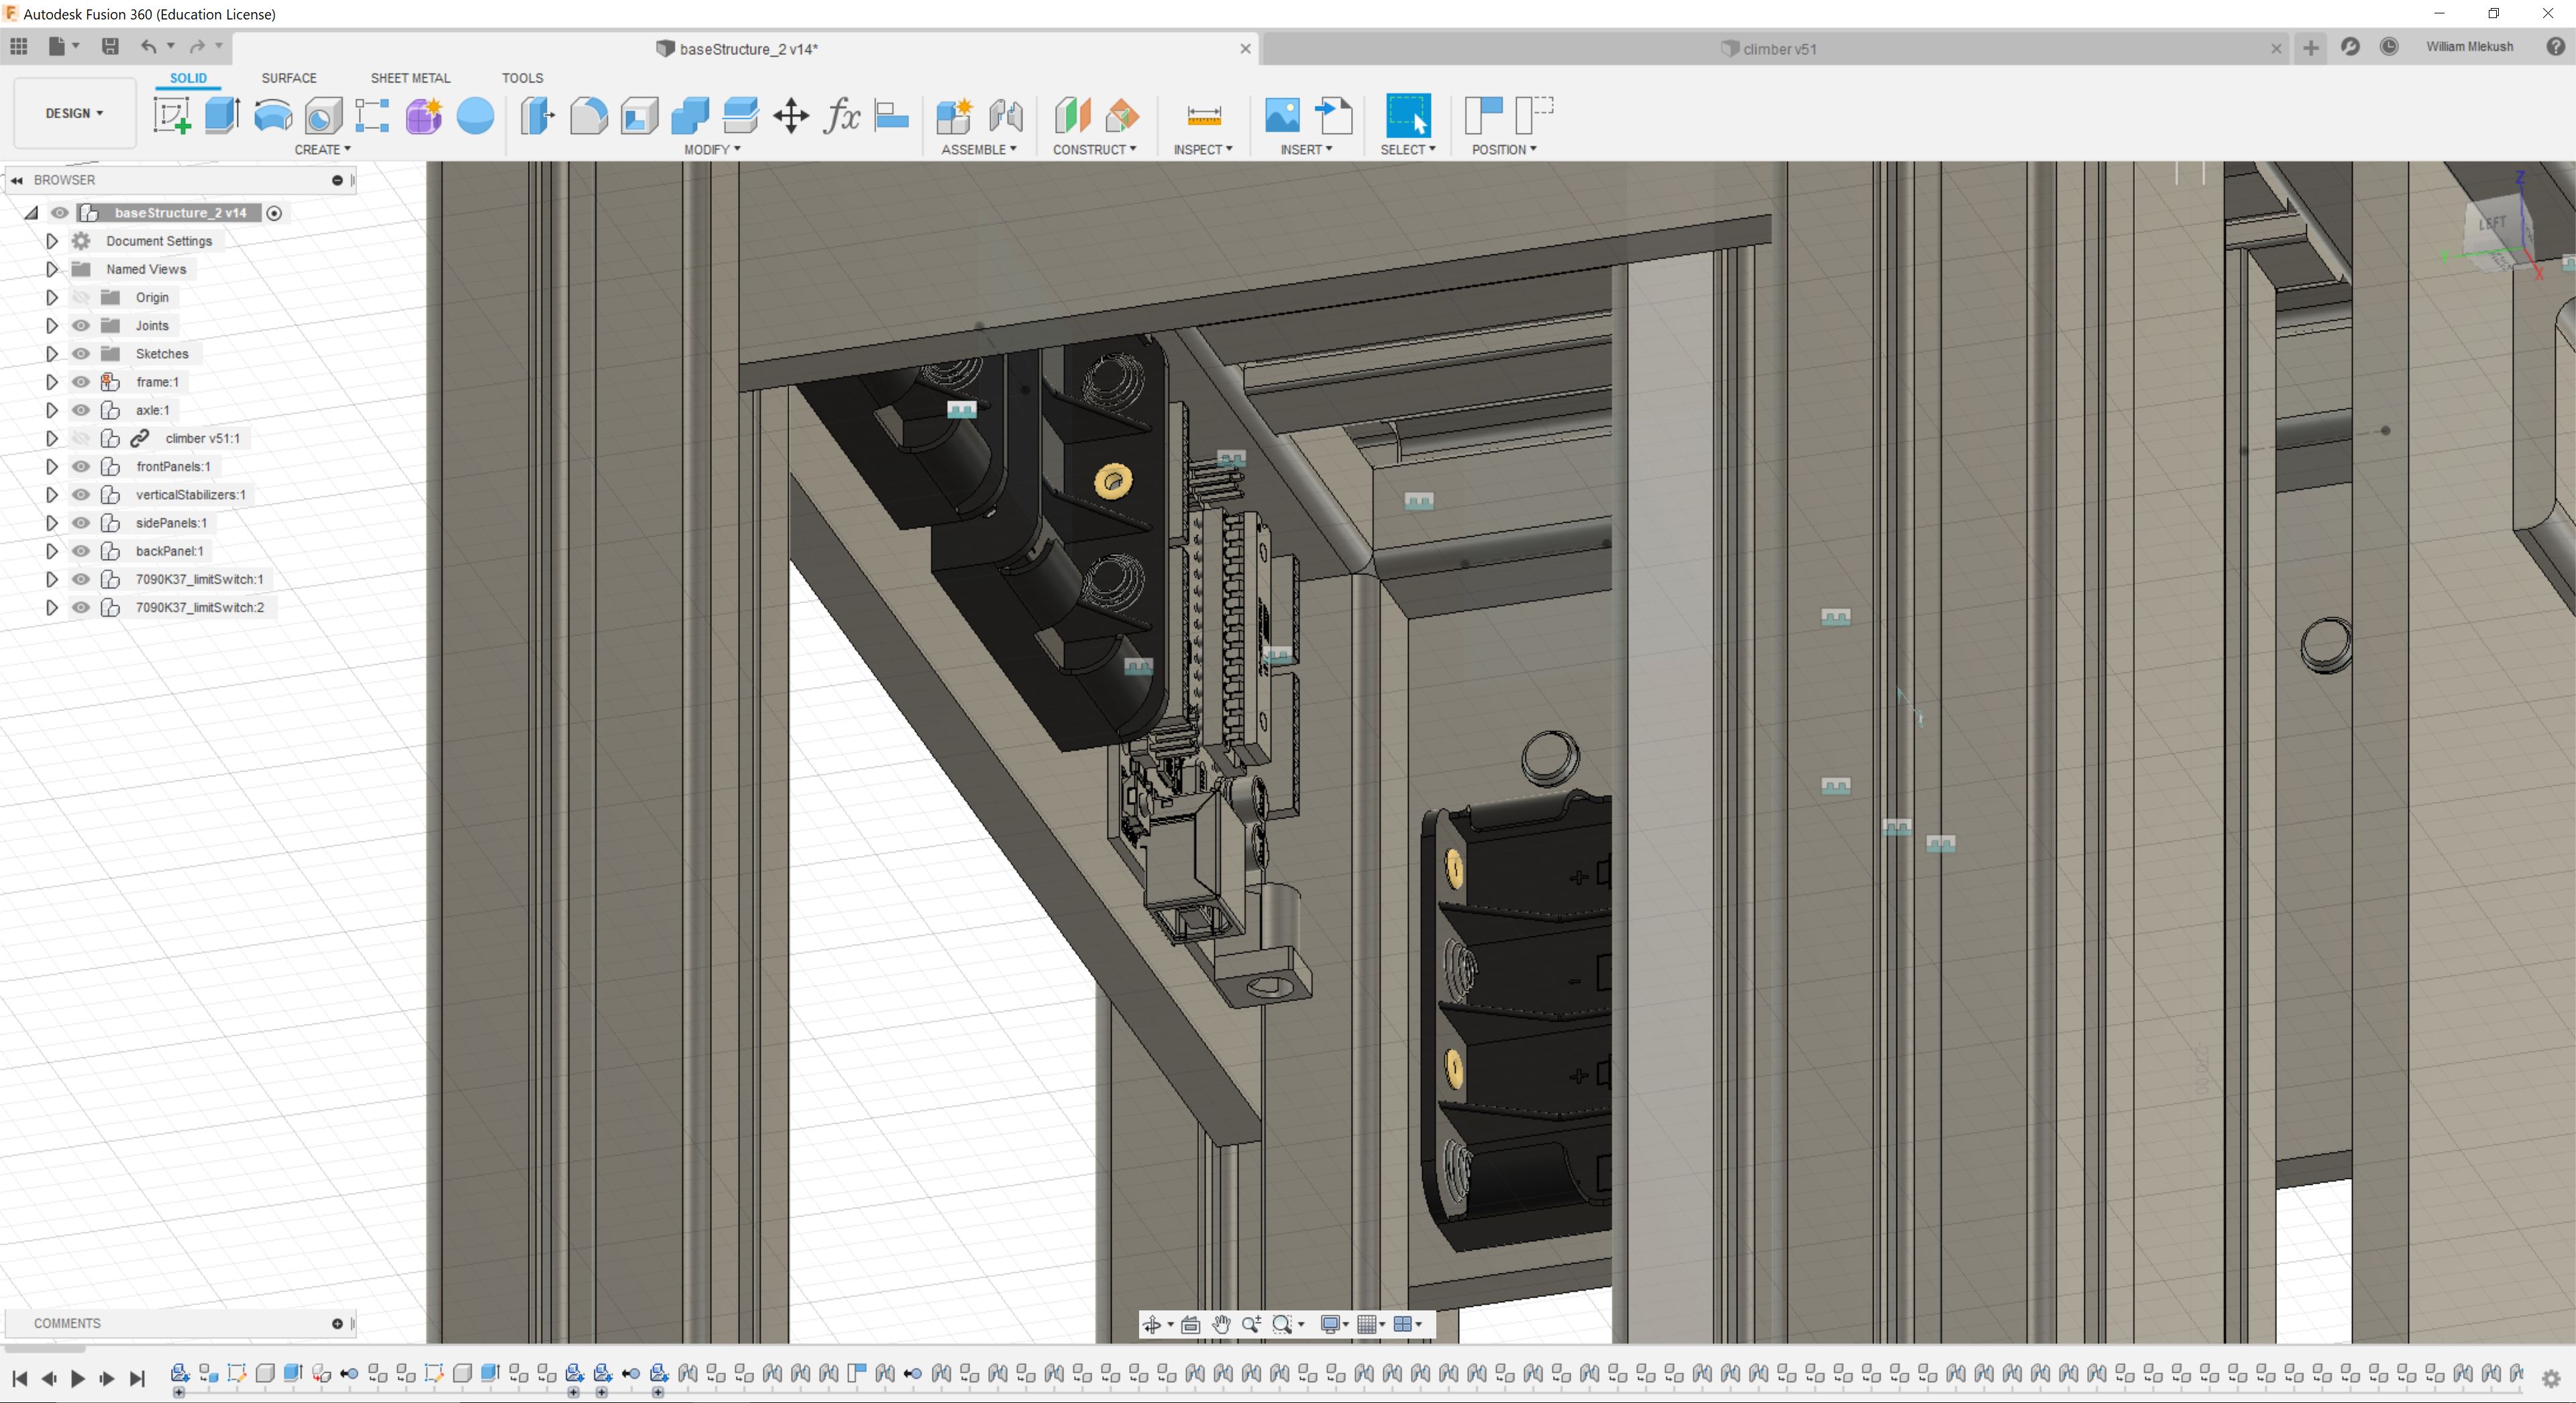 Autodesk Fusion 360 (Education License)
baseStructure_2 v14*
climber v51
William Mlekush
DESIGN
SOLID
SURFACE
SHEET METAL
TOOLS
CREATE
MODIFY
ASSEMBLE
CONSTRUCT
INSPECT
INSERT
SELECT
POSITION
BROWSER
baseStructure_2 v14
Document Settings
Named Views
Origin
Joints
Sketches
frame:1
axle:1
climber v51:1
frontPanels:1
verticalStabilizers:1
sidePanels:1
backPanel:1
7090K37_limitSwitch:1
7090K37_limitSwitch:2
Z
LEFT
X
COMMENTS